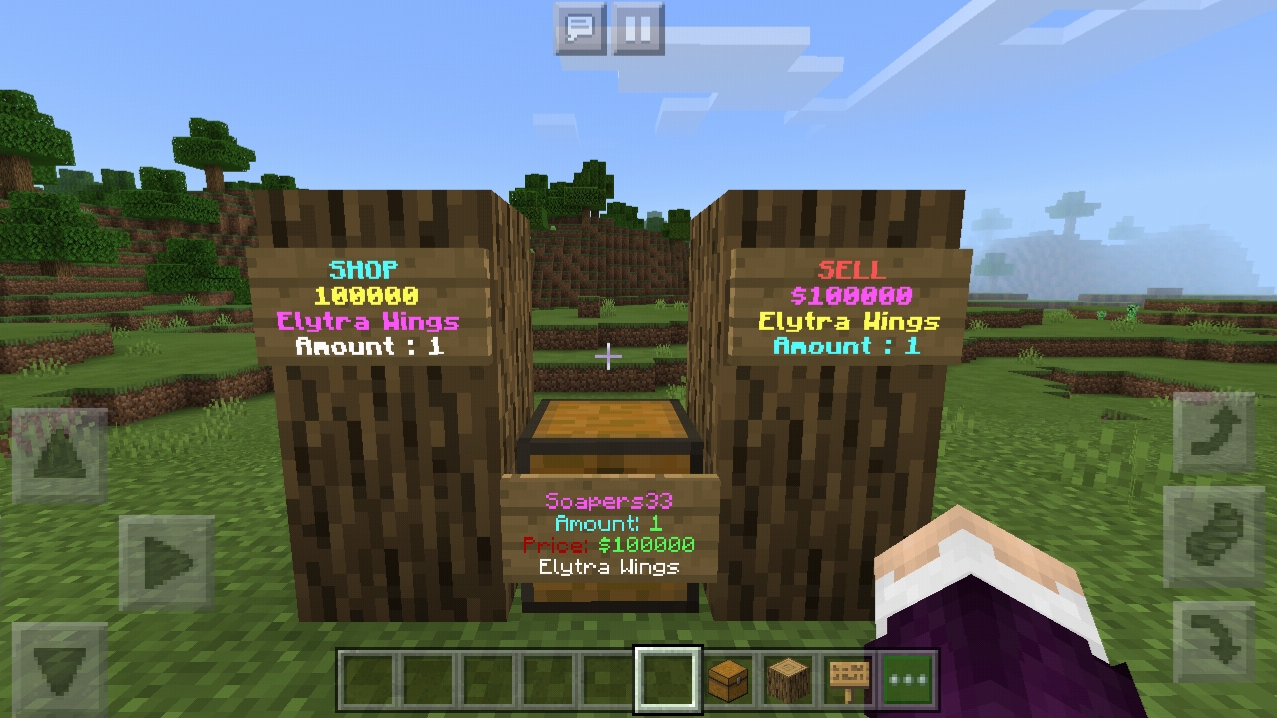 SHOP
100000
Elytra Wings
Amount : 1
SELL
$100000
Elytra Wings
Amount : 1
Soapers33
Amount: 1
Price: $100000
Elytra Wings